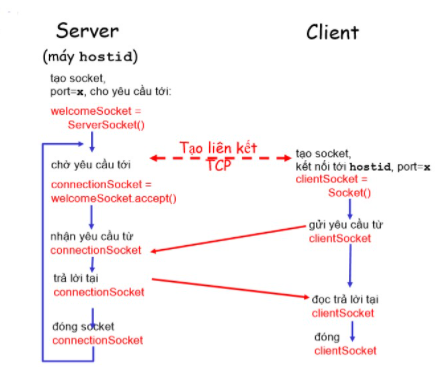 Server
(máy hostid)
tạo socket,
port=x, cho yêu cầu tới:
welcomeSocket =
ServerSocket()
chờ yêu cầu tới
connectionSocket =
welcomeSocket.accept()
nhận yêu cầu từ
connectionSocket
trả lời tại
connectionSocket
đóng socket
connectionSocket
Tạo liên kết
TCP
Client
tạo socket,
kết nối tới hostid, port=x
clientSocket =
Socket()
gửi yêu cầu từ
clientSocket
đọc trả lời tại
clientSocket
đóng
clientSocket